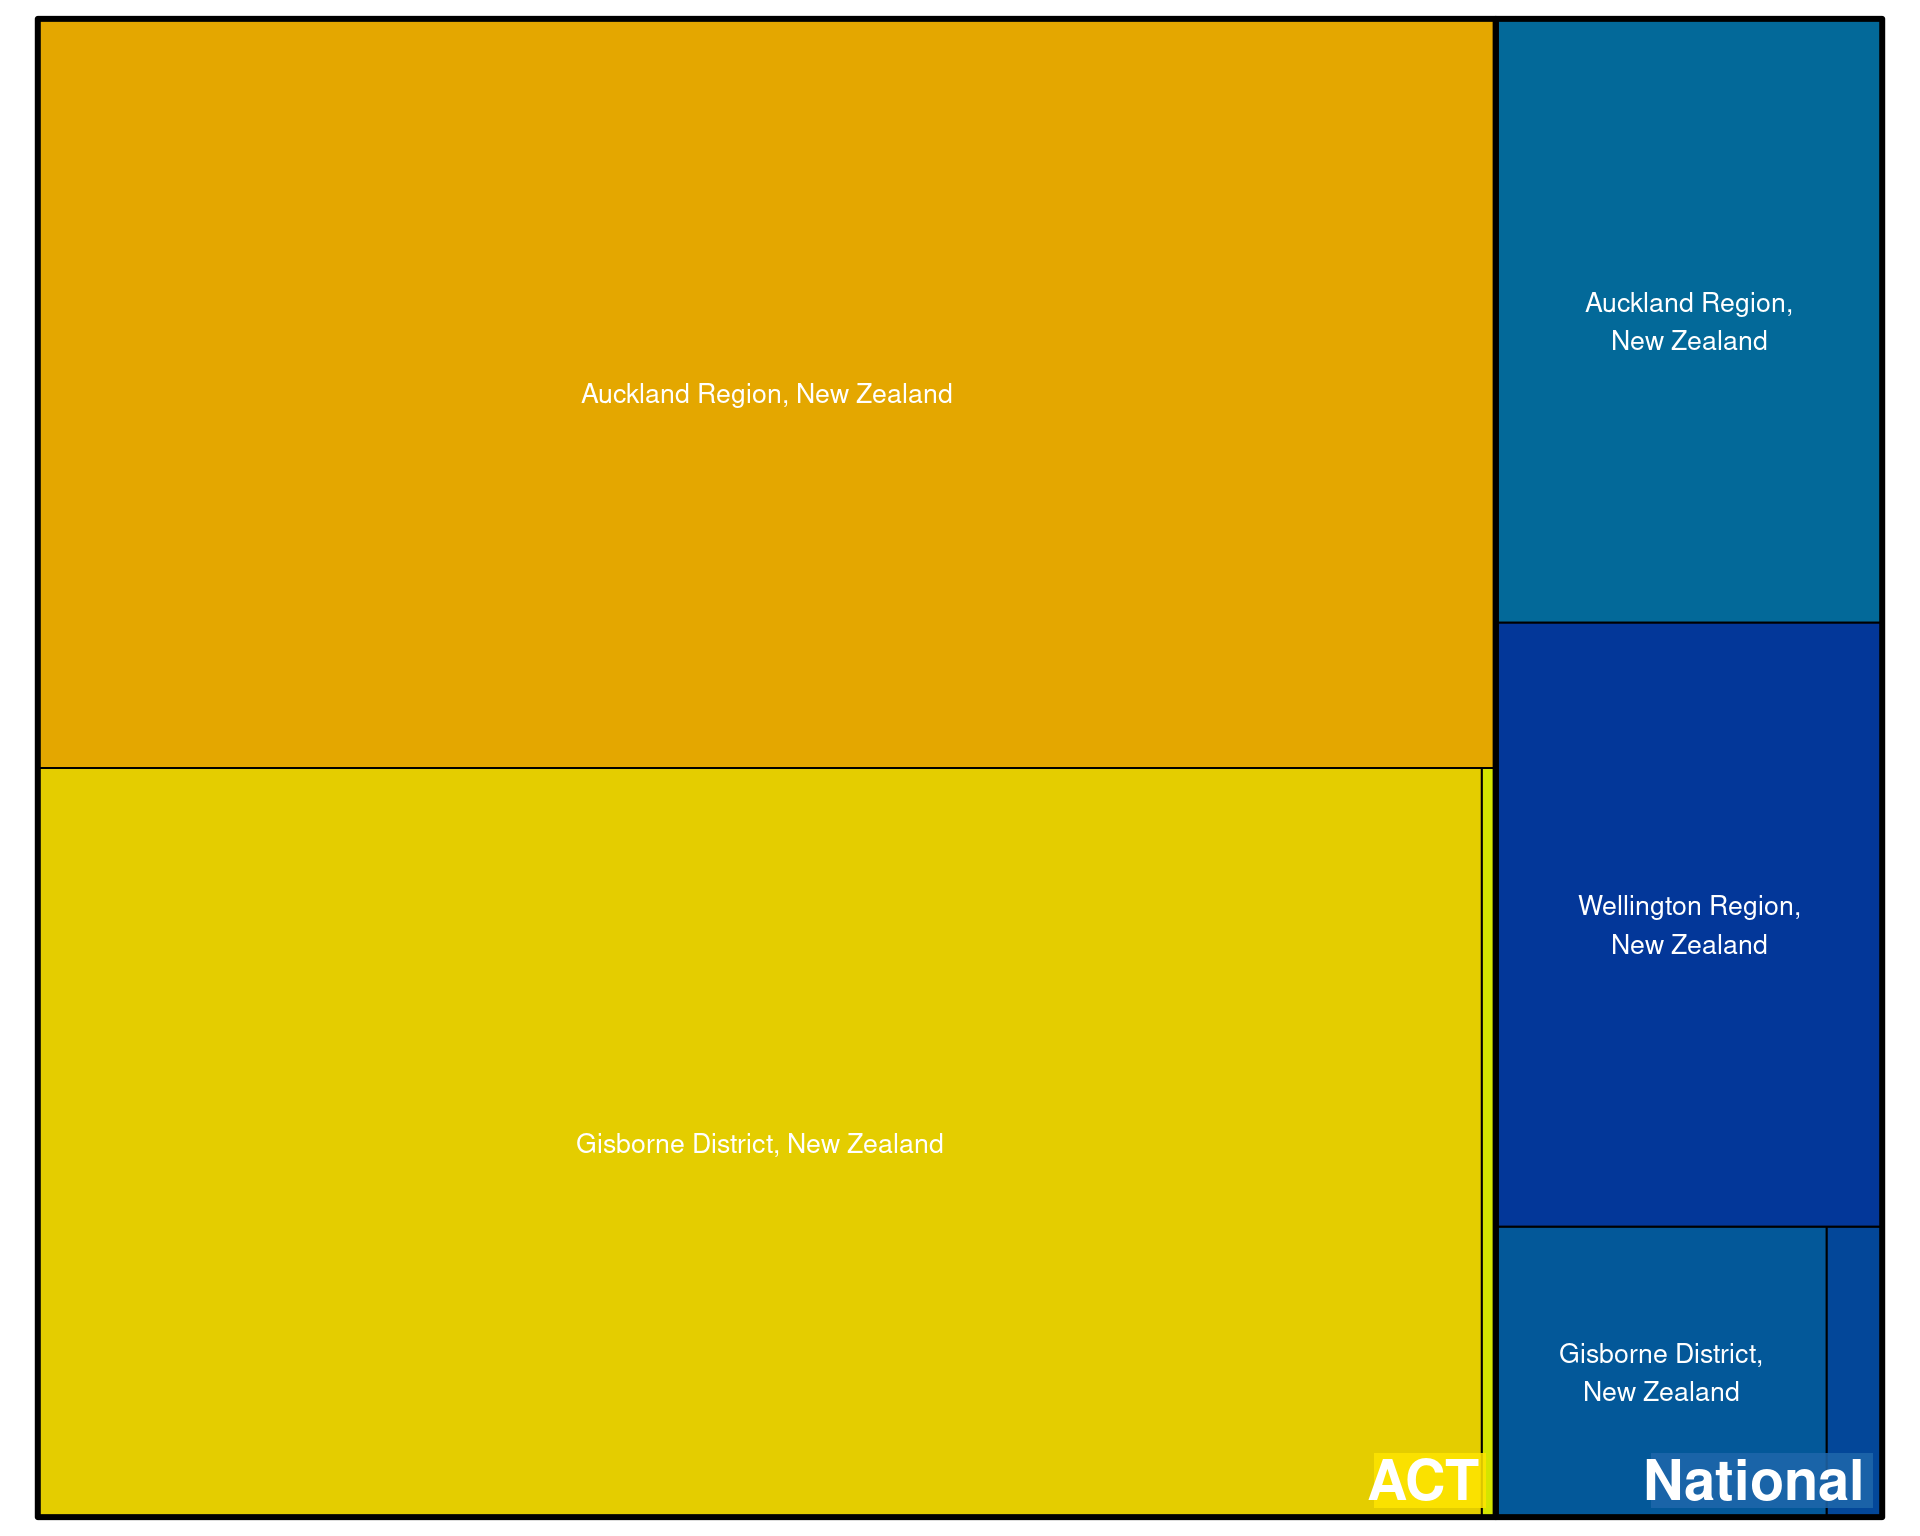 Auckland Region, New Zealand
Gisborne District, New Zealand
ACT
Auckland Region,
New Zealand
Wellington Region,
New Zealand
Gisborne District,
New Zealand
National